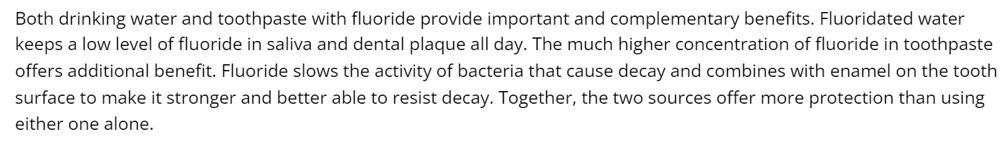 Both drinking water and toothpaste with fluoride provide important and complementary benefits. Fluoridated water
keeps a low level of fluoride in saliva and dental plaque all day. The much higher concentration of fluoride in toothpaste
offers additional benefit. Fluoride slows the activity of bacteria that cause decay and combines with enamel on the tooth
surface to make it stronger and better able to resist decay. Together, the two sources offer more protection than using
either one alone.